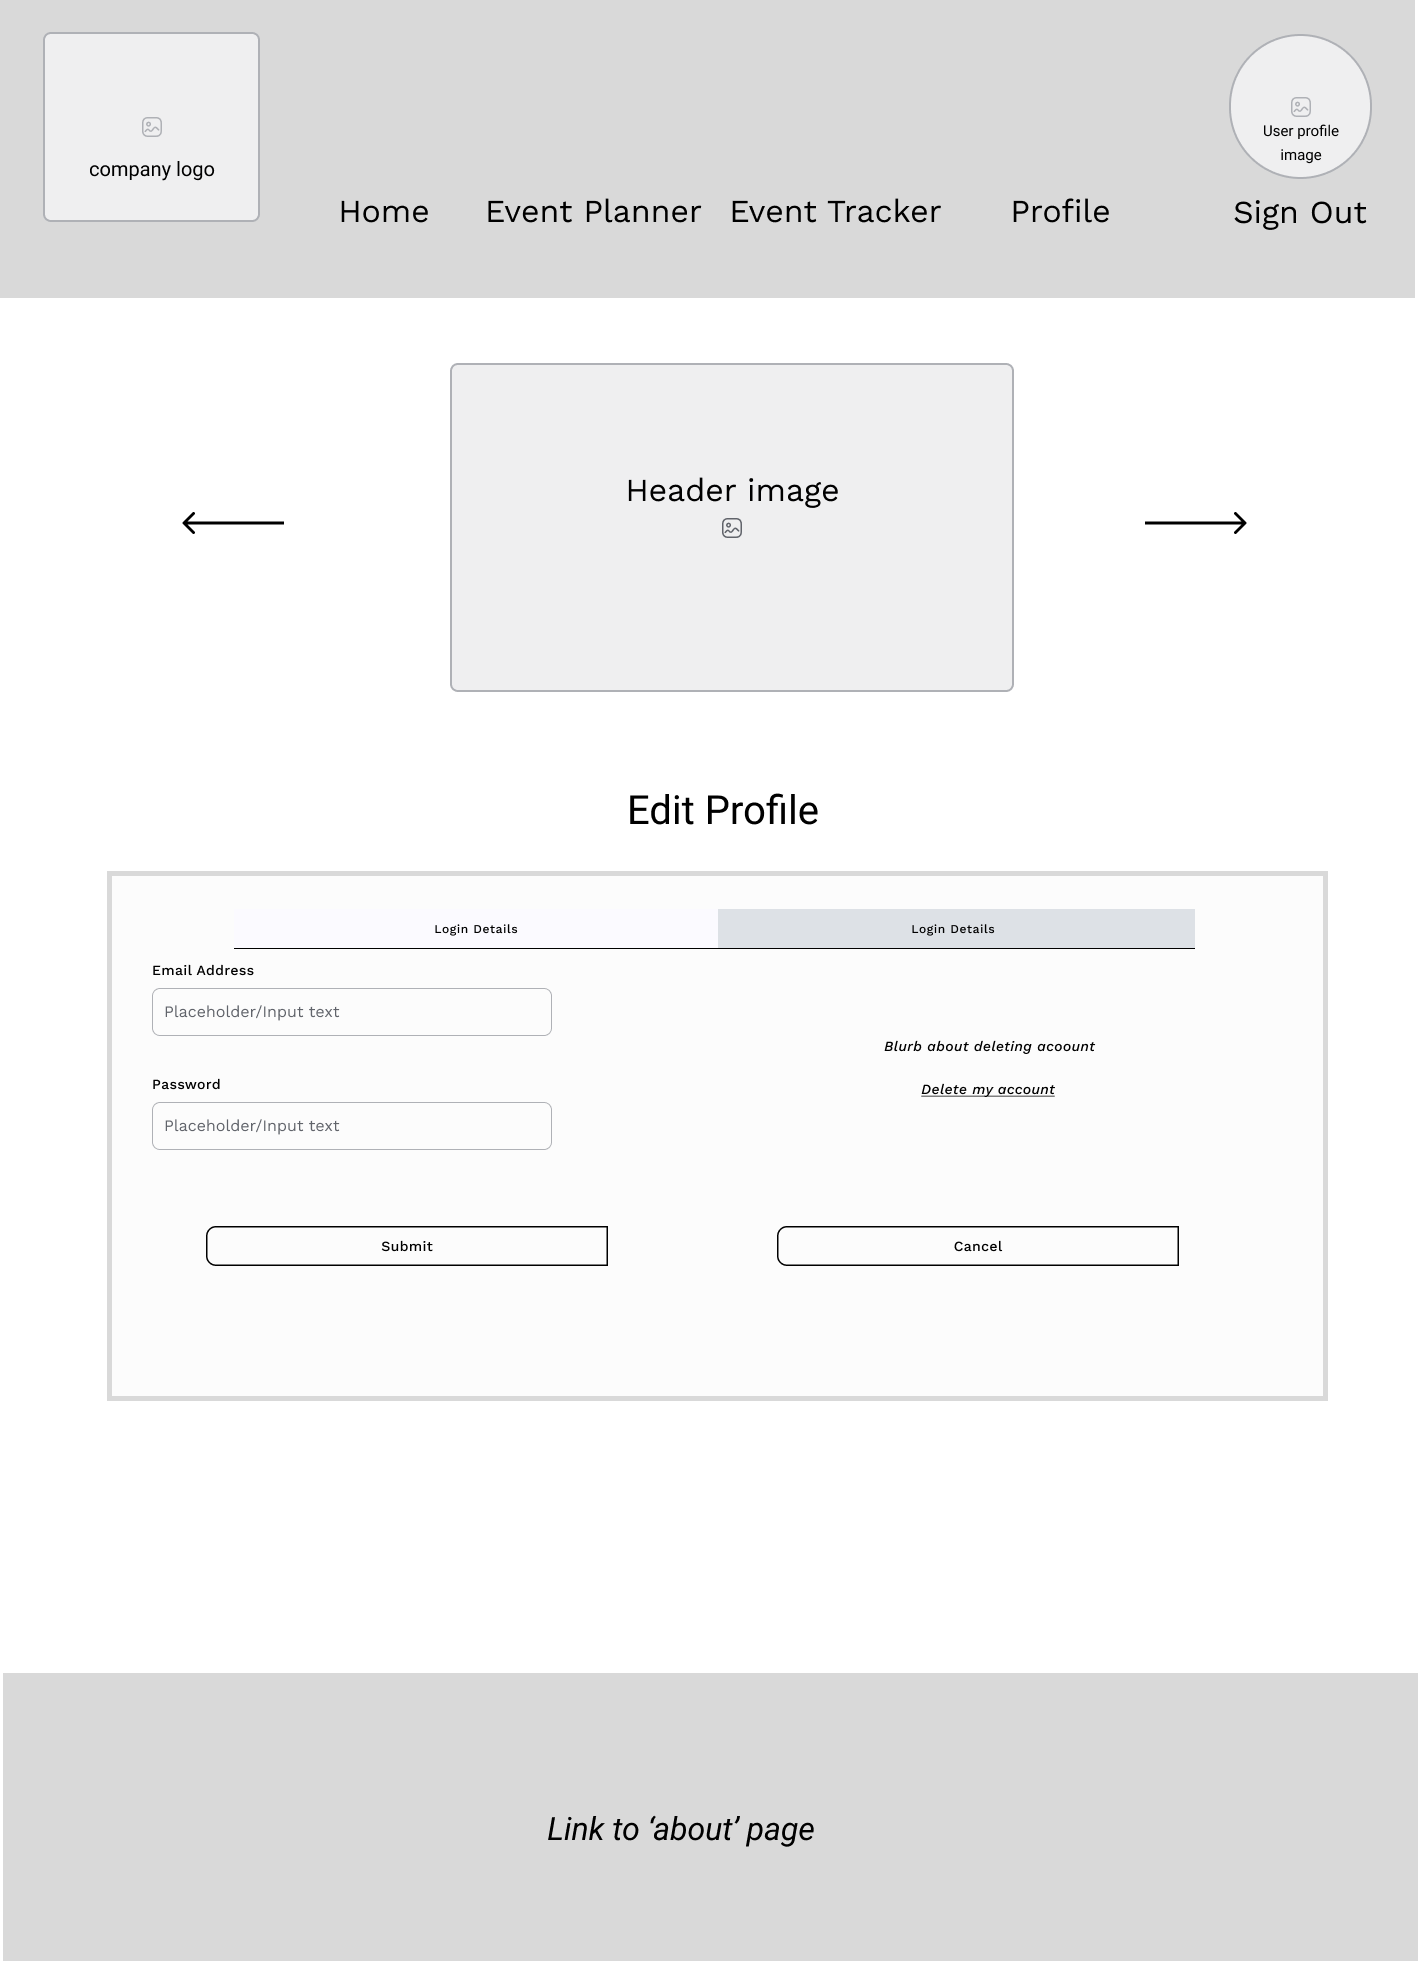 company logo
User profile
image
Home
Event Planner
Event Tracker
Profile
Sign Out
Header image
Edit Profile
Login Details
Login Details
Email Address
Placeholder/Input text
Blurb about deleting acoount
Delete my account
Password
Placeholder/Input text
Submit
Cancel
Link to ‘about’ page